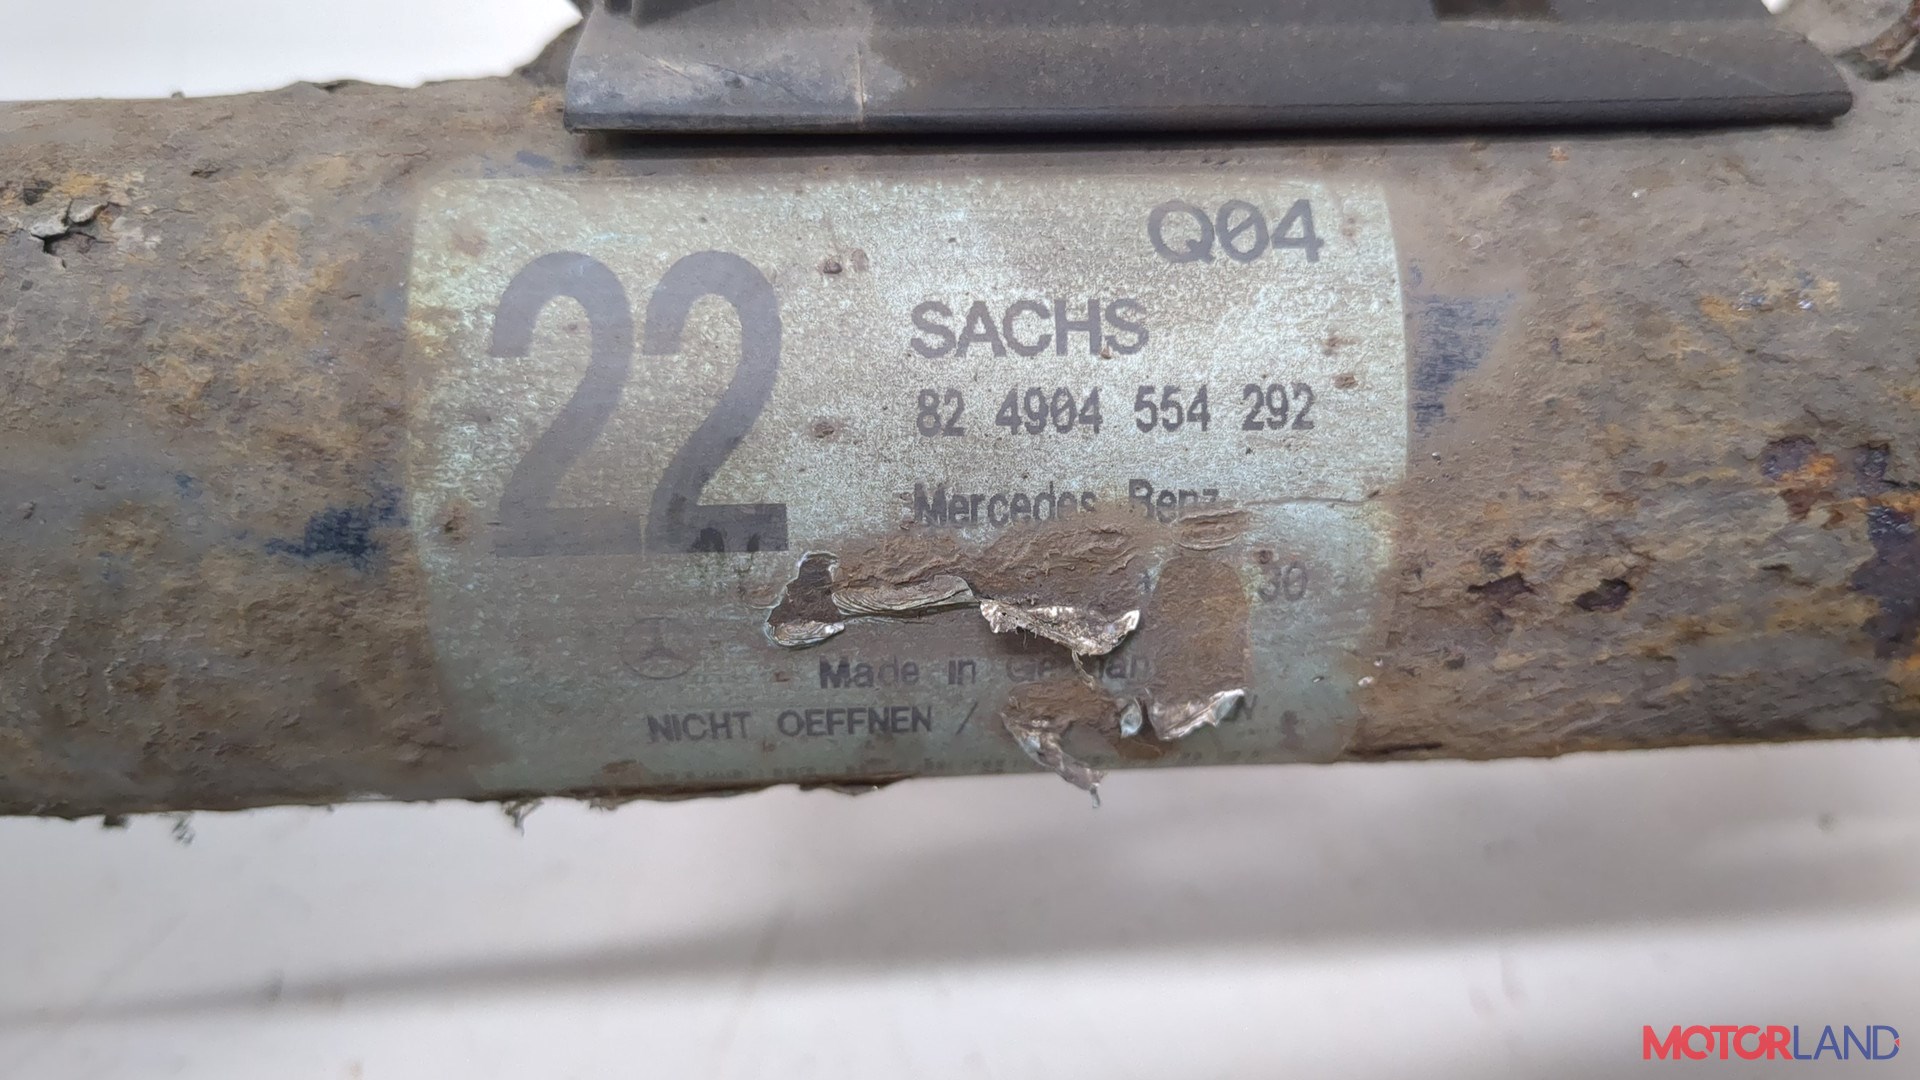 Q04
22
SACHS
82 4904 554 292
Mercedes Benz
30
Made in
NICHT OEFFNEN /
MOTORLAND